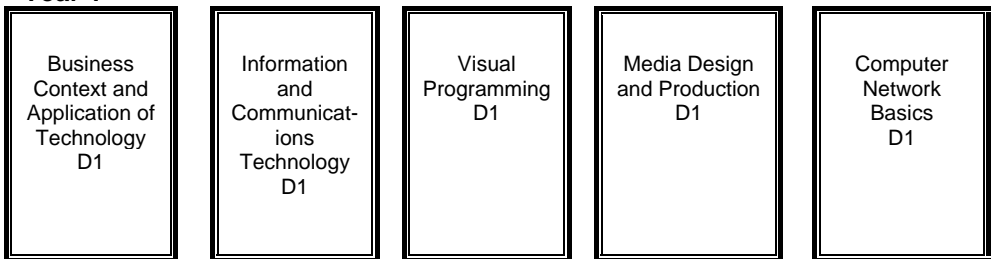 Business
Context and
Application of
Technology
D1
Information
and
Communicat-
ions
Technology
D1
Visual
Programming
D1
Media Design
and Production
D1
Computer
Network
Basics
D1